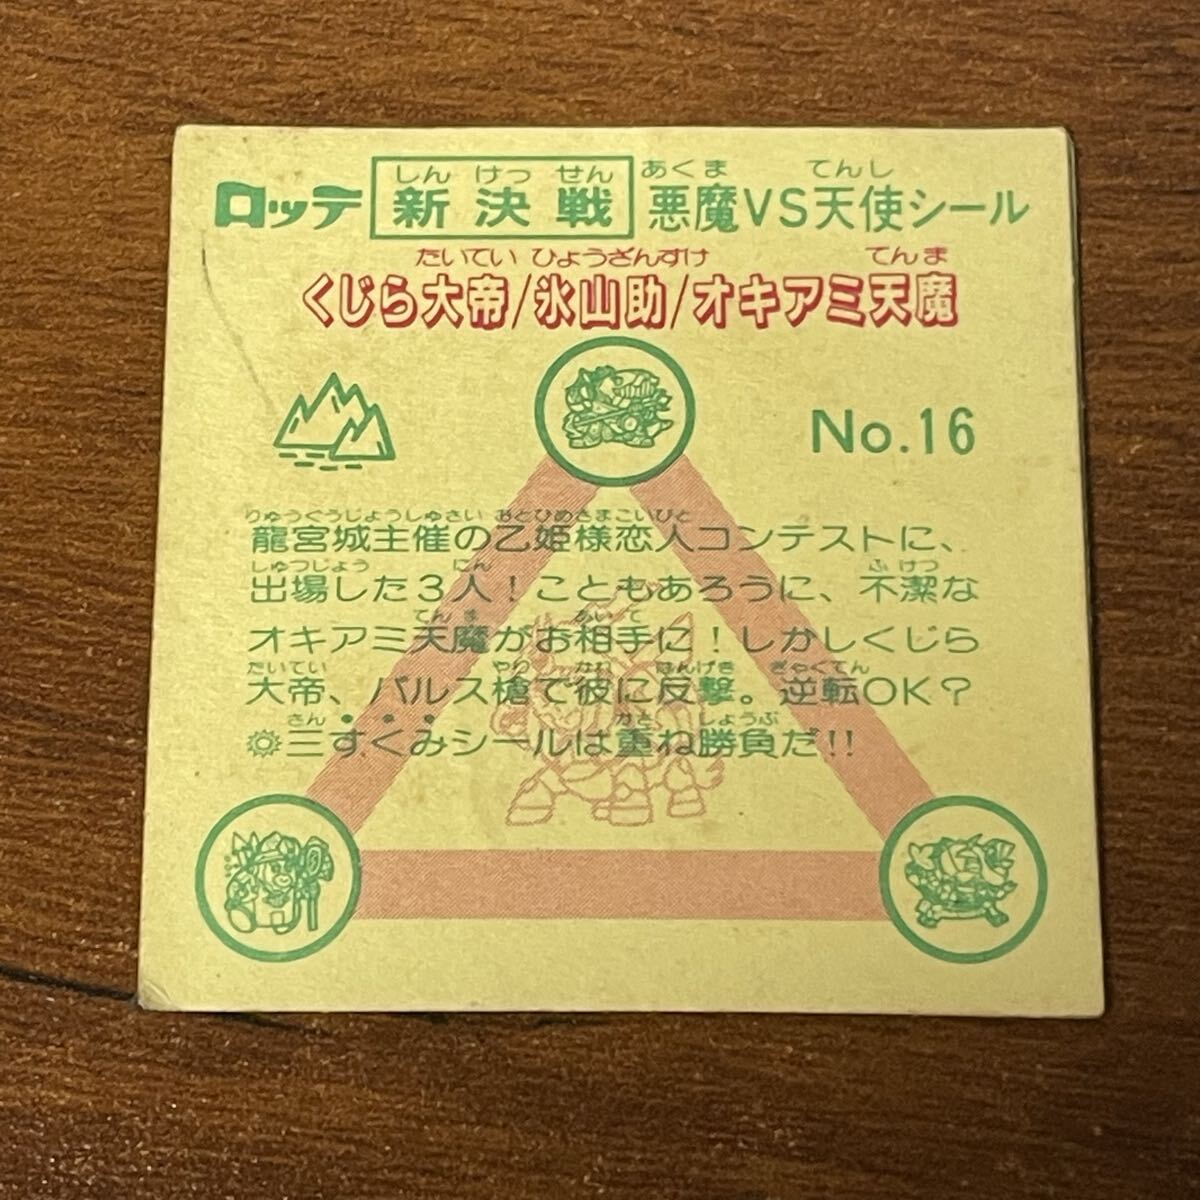 しんけっせん あくま てんし
ロッテ 新決戦 悪魔VS天使シール
たいてい ひょうざんすけ てんま
くじら大帝/氷山助/オキアミ天魔
No.16
りゅうぐうじょうしゅさい おとひめさまこいびと
龍宮城主催の乙姫様恋人コンテストに、
しゅつじょう にん ふけつ
出場した3人!こともあろうに、不潔な
てんま あいて
オキアミ天魔がお相手に!しかしくじら
たいてい やり かれ はんげき ぎゃくてん
大帝、パルス槍で彼に反撃。逆転OK?
さん かさ しょうぶ
三すくみシールは重ね勝負だ!!